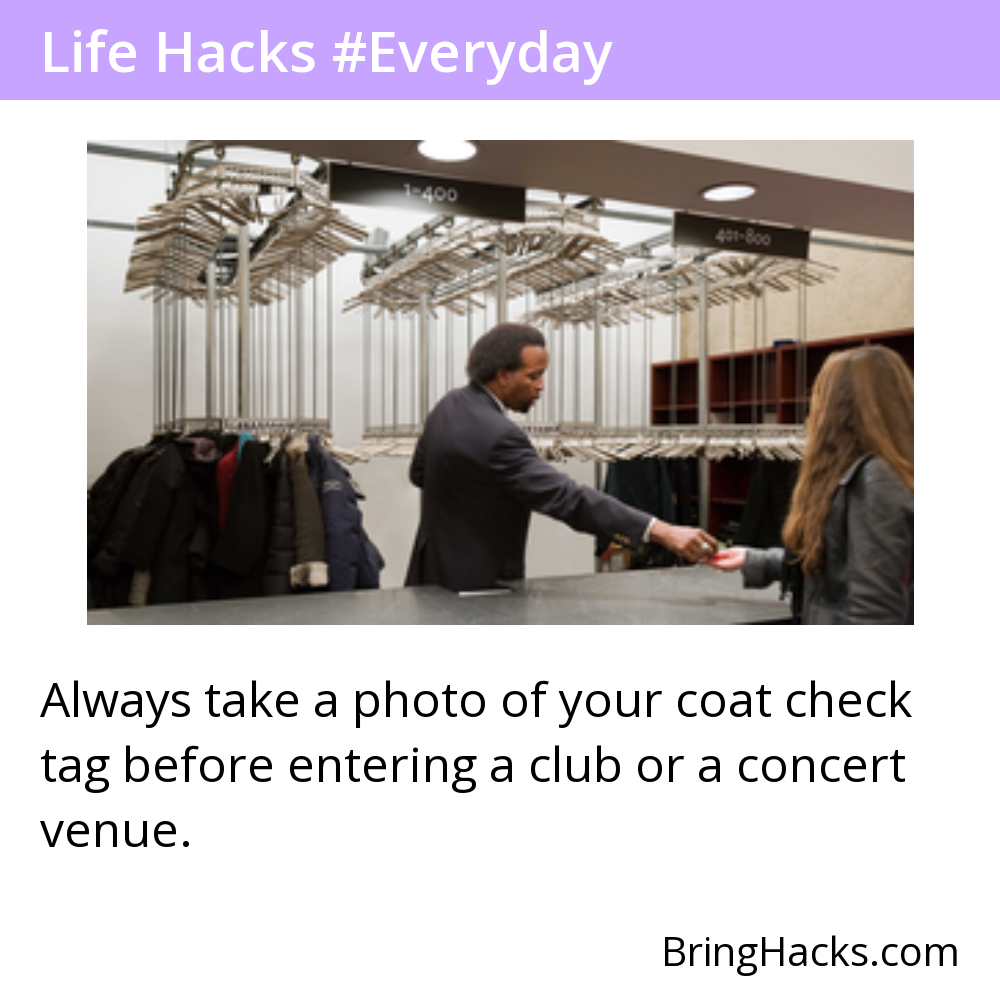 Life Hacks #Everyday
1-400
401-800
Always take a photo of your coat check
tag before entering a club or a concert
venue.
BringHacks.com